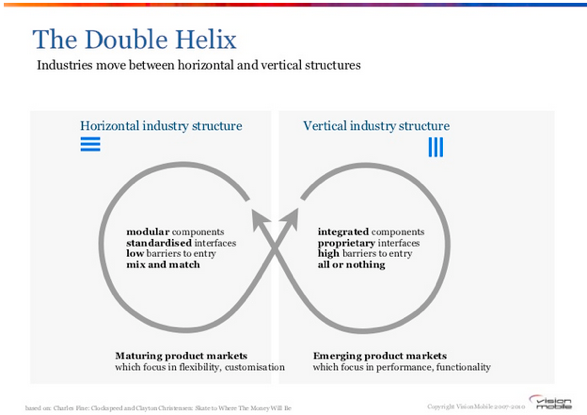 The Double Helix
Industries move between horizontal and vertical structures
Horizontal industry structure
modular components
standardised interfaces
low barriers to entry
mix and match
Maturing product markets
which focus in flexibility, customisation
Vertical industry structure
integrated components
proprietary interfaces
high barriers to entry
all or nothing
Emerging product markets
which focus in performance, functionality
based on: Charles Fine: Clockspeed and Clayton Christensen: Skate to Where The Money Will Be
Copyright VisionMobile 2007-2010
vision
mobile